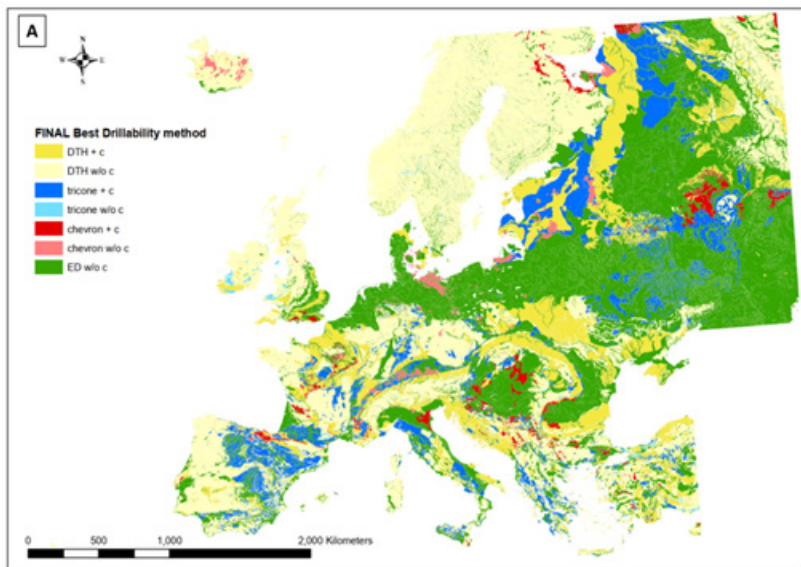 A
N
W E
S
FINAL Best Drillability method
DTH + c
DTH w/o c
tricone + c
tricone w/o c
chevron + c
chevron w/o c
ED w/o c
0 500 1,000 2,000 Kilometers